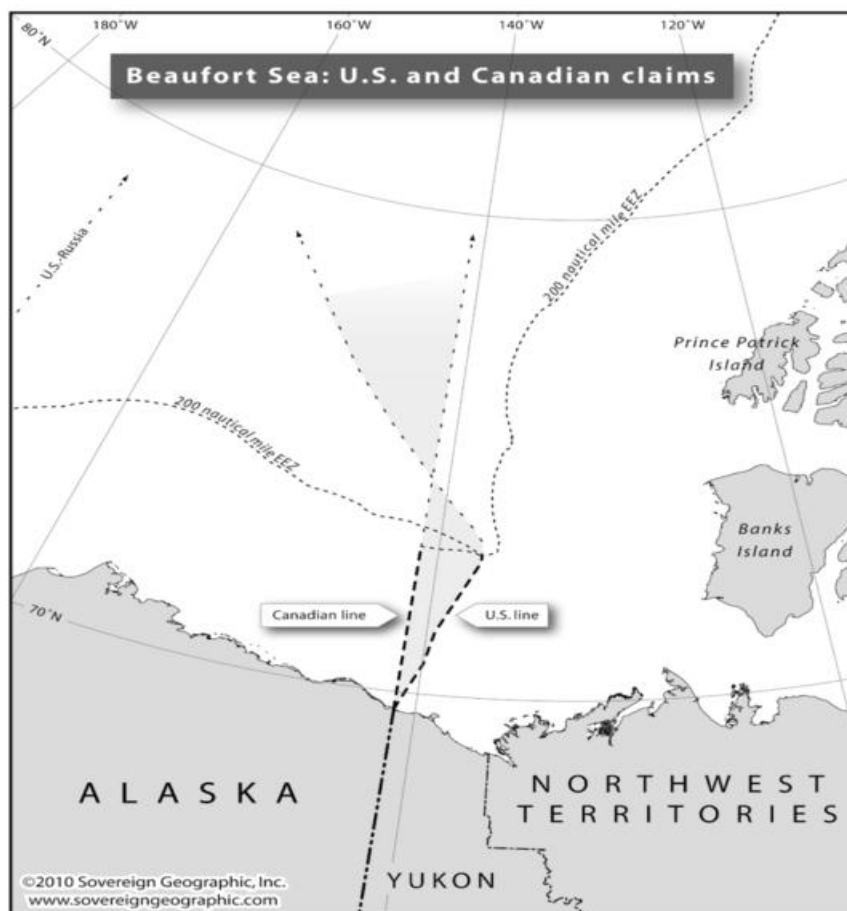 180°W
160°W
140°W
120°W
80°N
Beaufort Sea: U.S. and Canadian claims
U.S.-Russia
200 nautical mile EEZ
Prince Patrick
Island
200 nautical mile EEZ
Banks
Island
70°N
Canadian line
U.S. line
ALASKA
NORTHWEST
TERRITORIES
YUKON
©2010 Sovereign Geographic, Inc.
www.sovereigngeographic.com